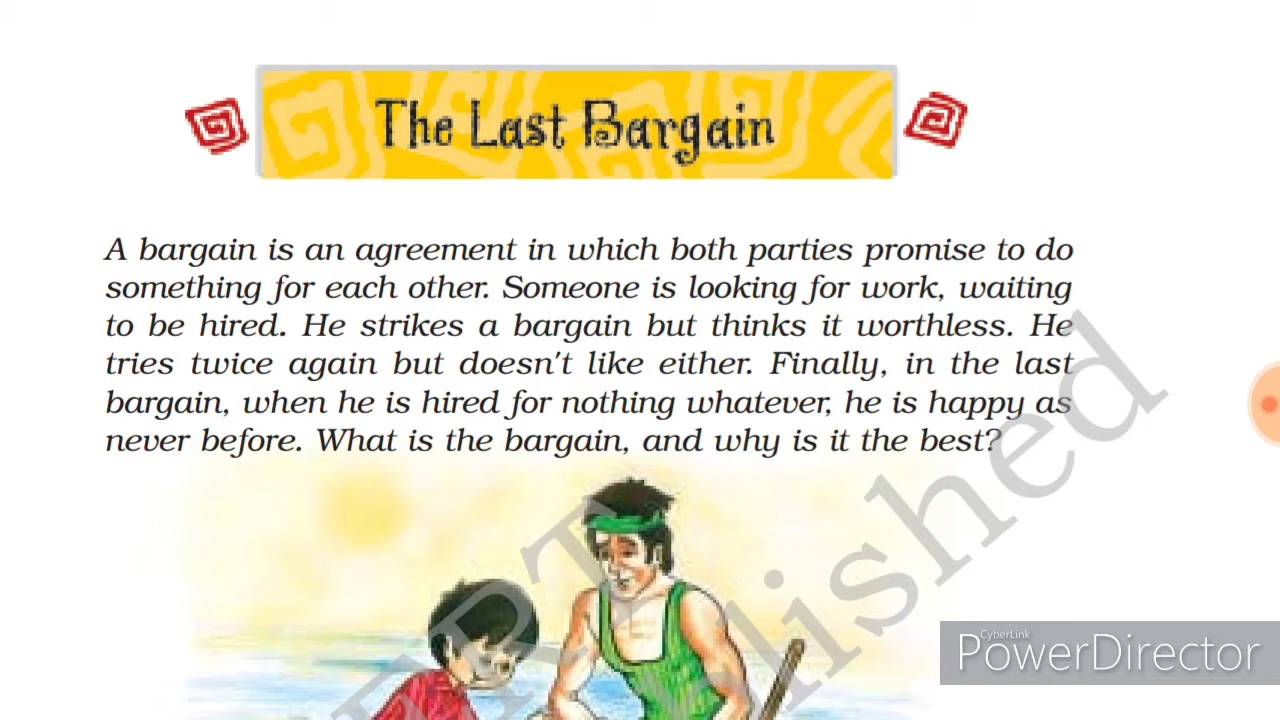 The Last Bargain
A bargain is an agreement in which both parties promise to do
something for each other. Someone is looking for work, waiting
to be hired. He strikes a bargain but thinks it worthless. He
tries twice again but doesn't like either. Finally, in the last
bargain, when he is hired for nothing whatever, he is happy as
never before. What is the bargain, and why is it the best?
CyberLink
PowerDirector